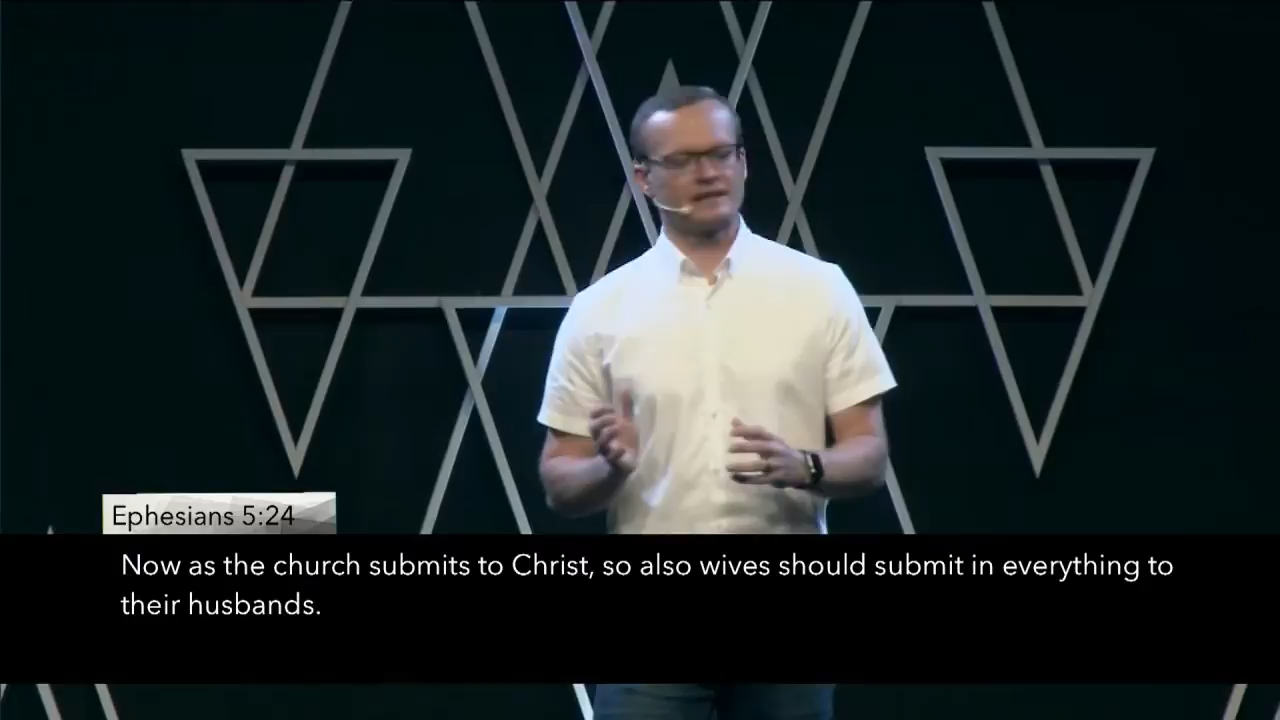 Ephesians 5:24
Now as the church submits to Christ, so also wives should submit in everything to
their husbands.